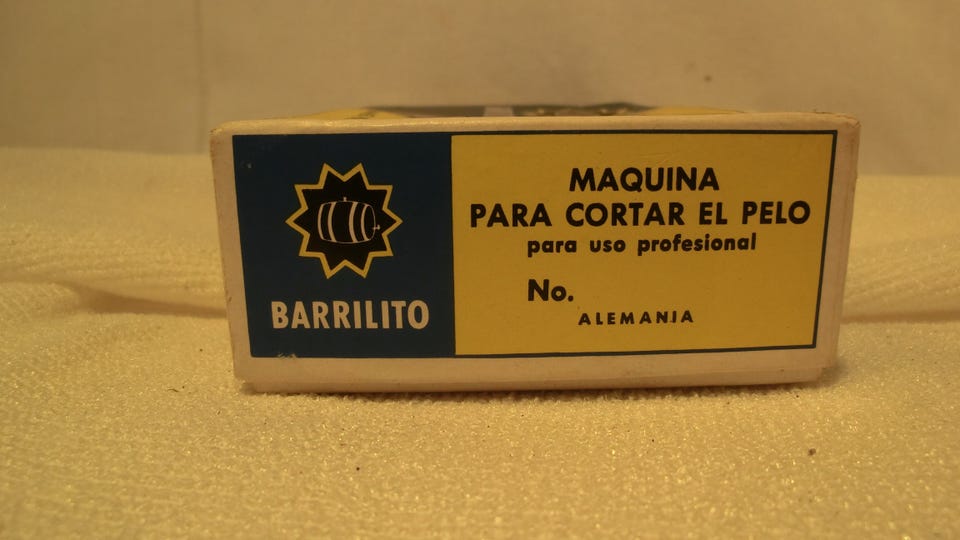 BARRILITO
MAQUINA
PARA CORTAR EL PELO
para uso profesional
No.
ALEMANIA